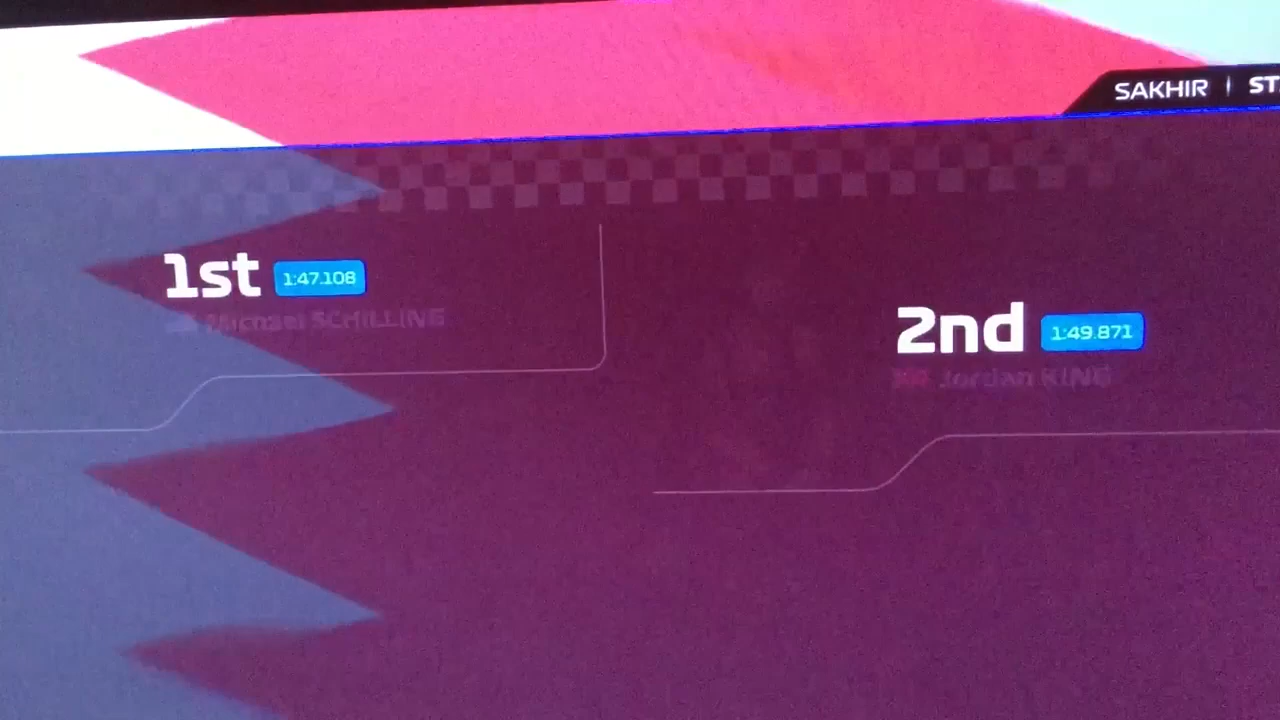 SAKHIR |
1st 1:47.108
Michael SCHILLING
2nd 1:49.871
Jordan KING